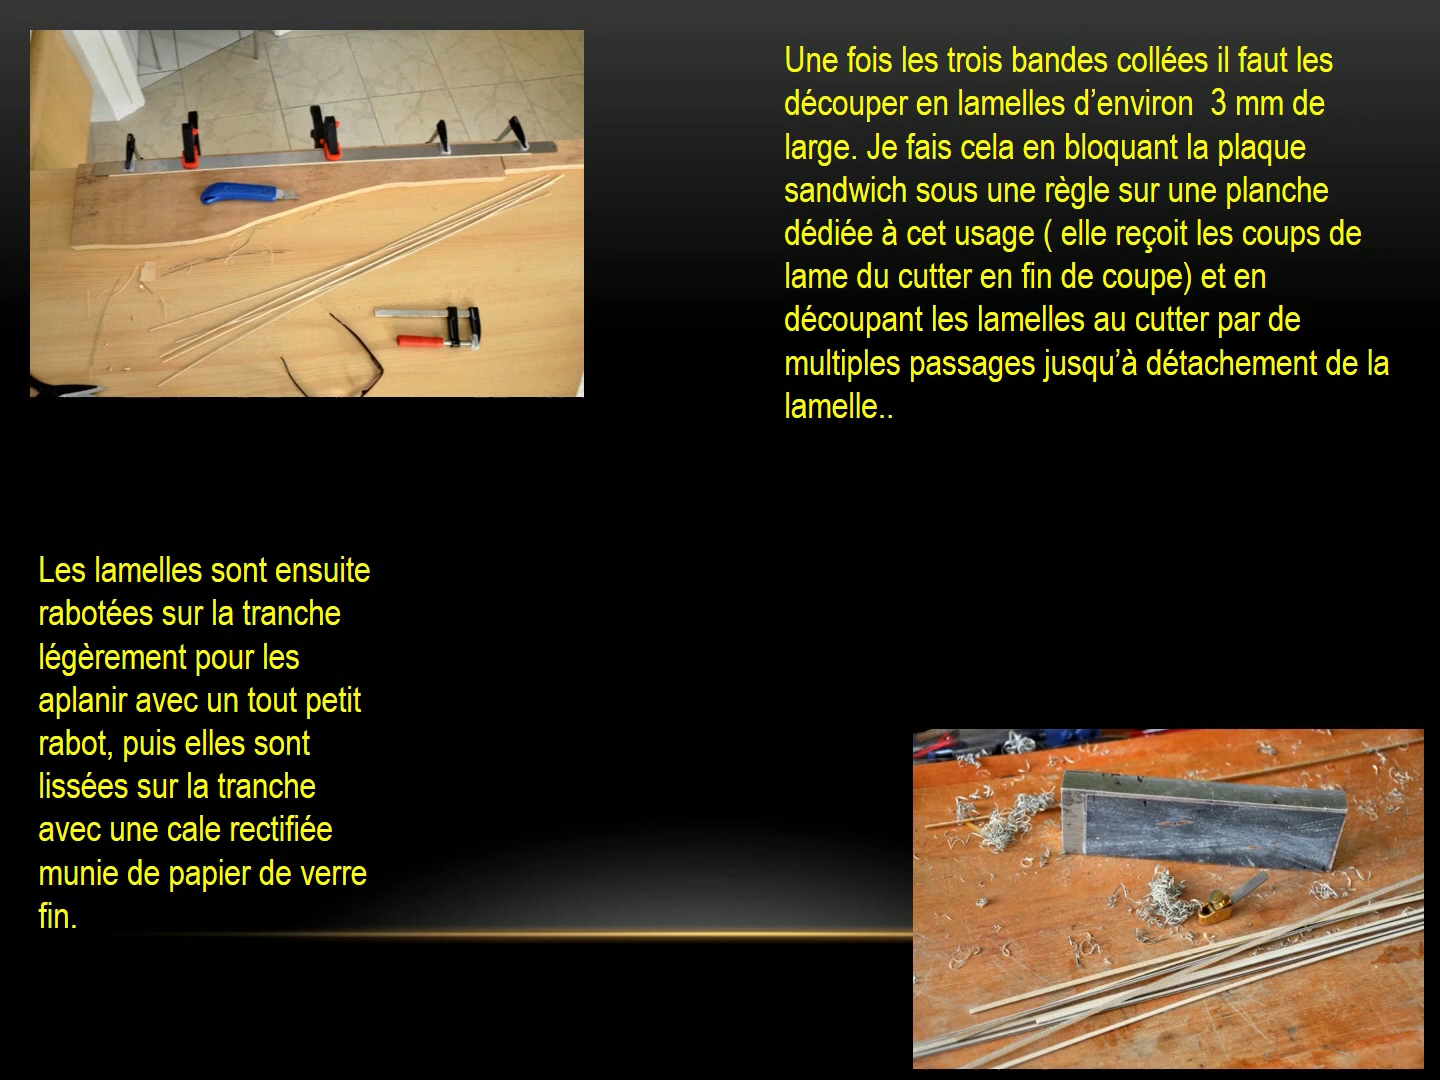 Une fois les trois bandes collées il faut les
découper en lamelles d’environ  3 mm de
large. Je fais cela en bloquant la plaque
sandwich sous une règle sur une planche
dédiée à cet usage ( elle reçoit les coups de
lame du cutter en fin de coupe) et en
découpant les lamelles au cutter par de
multiples passages jusqu’à détachement de la
lamelle..
Les lamelles sont ensuite
rabotées sur la tranche
légèrement pour les
aplanir avec un tout petit
rabot, puis elles sont
lissées sur la tranche
avec une cale rectifiée
munie de papier de verre
fin.